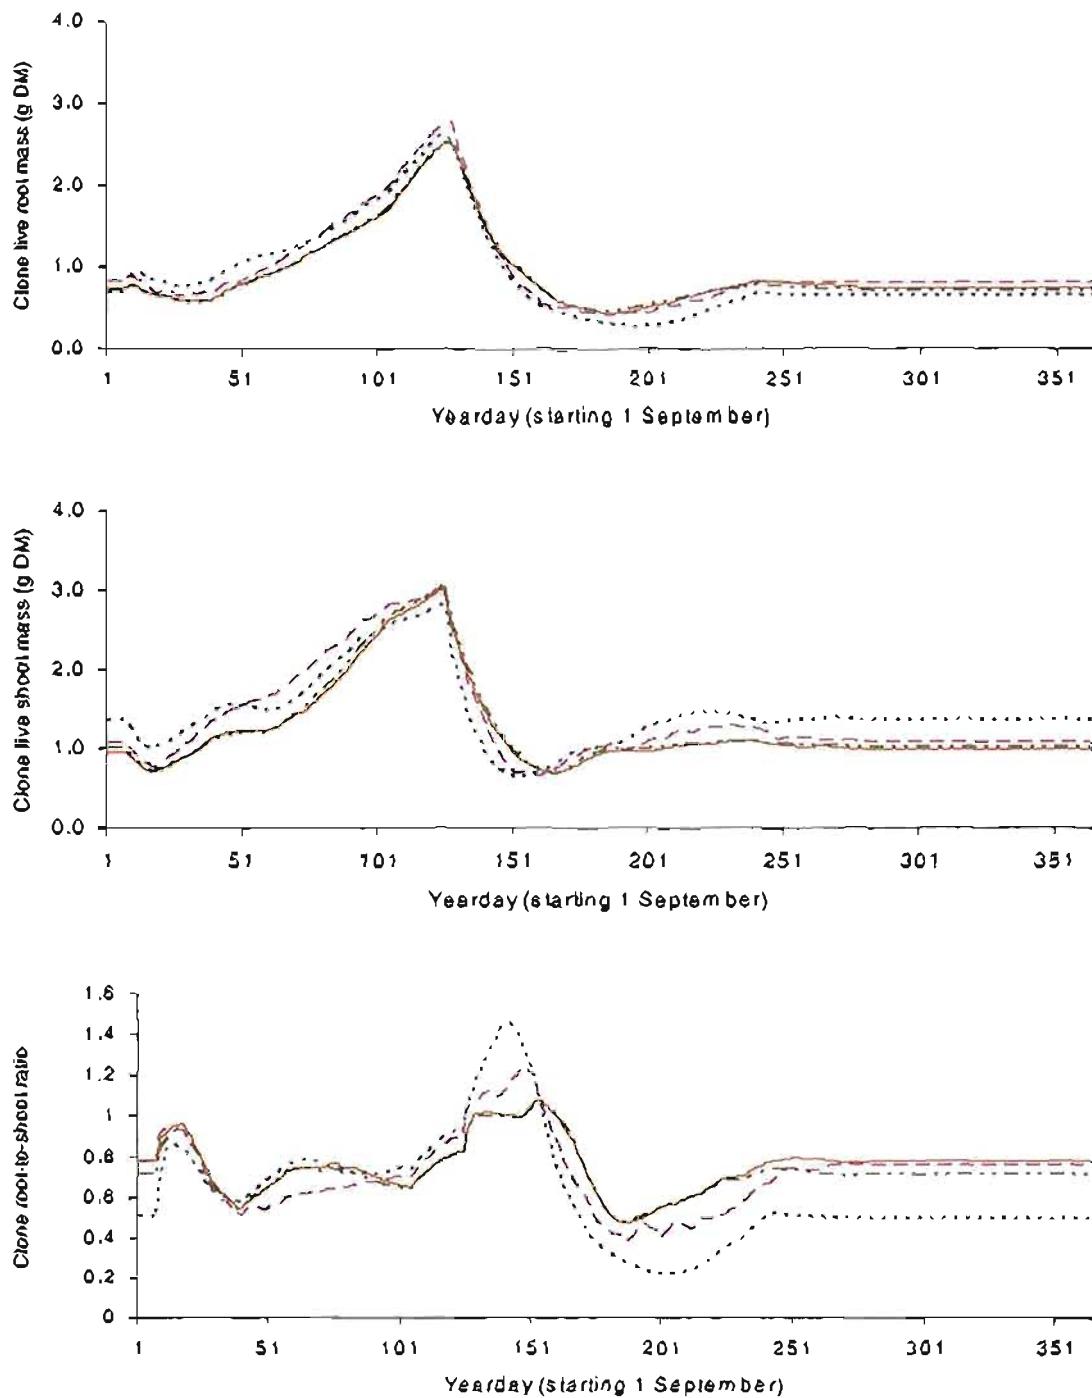 4.0
3.0
2.0
1.0
0.0
Clone live root mass (g DM)
1 51 101 151 201 251 301 351
Yearday (starting 1 September)
4.0
3.0
2.0
1.0
0.0
Clone live shoot mass (g DM)
1 51 101 151 201 251 301 351
Yearday (starting 1 September)
1.6
1.4
1.2
1
0.8
0.6
0.4
0.2
0
Clone root-to-shoot ratio
1 51 101 151 201 251 301 351
Yearday (starting 1 September)